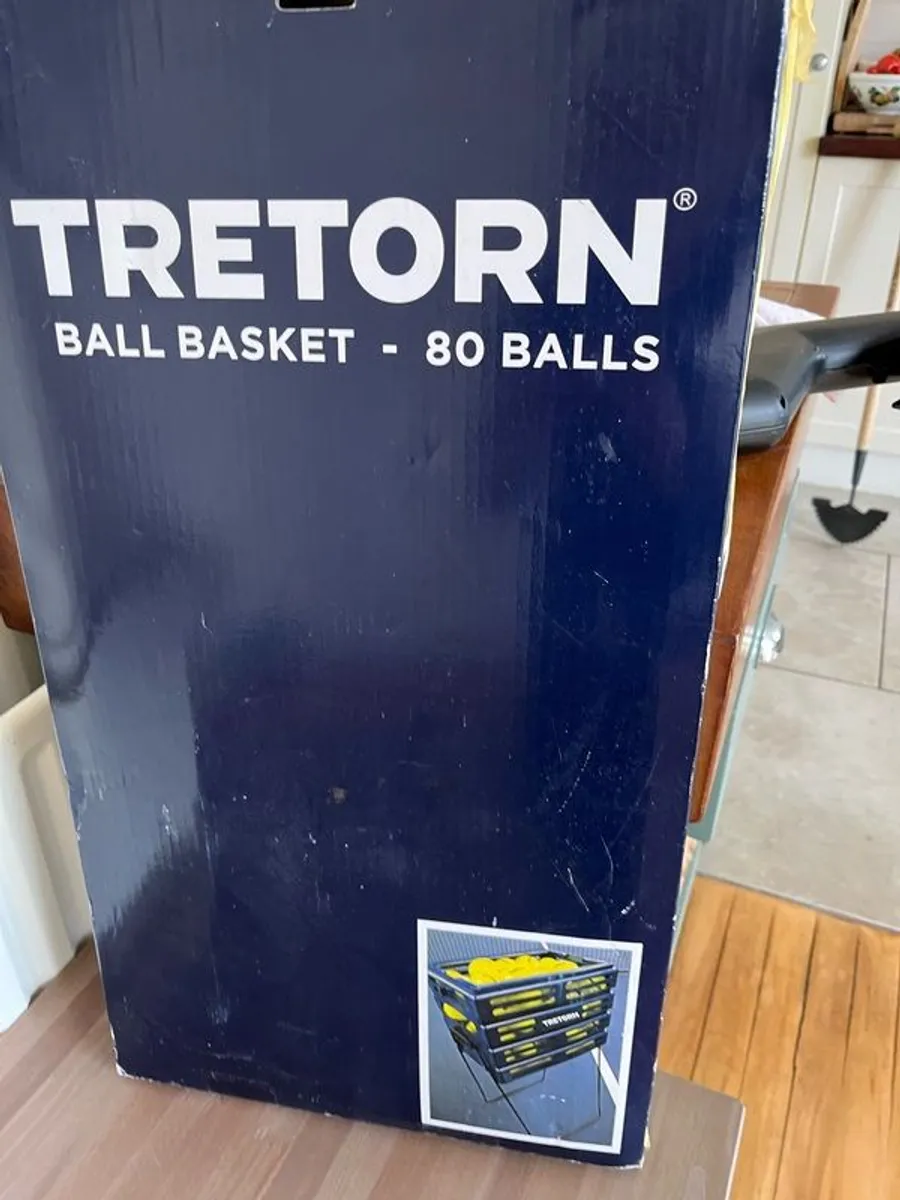 TRETORN®
BALL BASKET - 80 BALLS
TRETORN